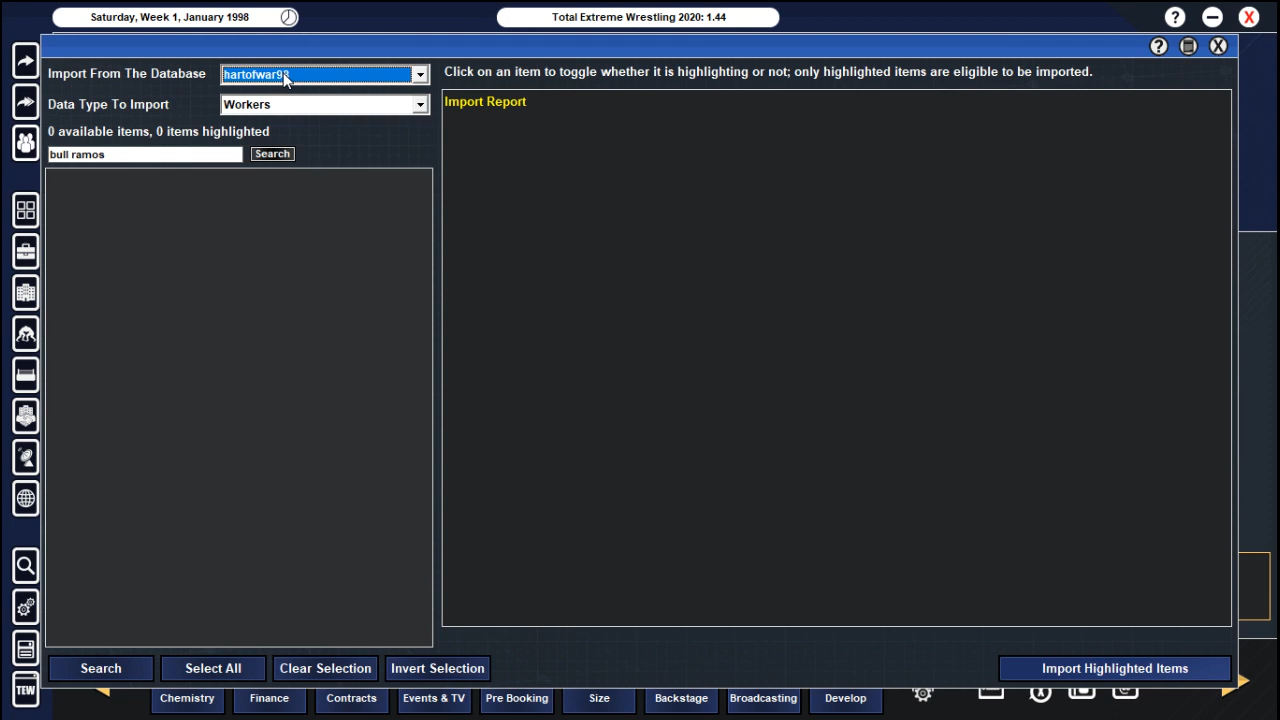 Saturday, Week 1, January 1998
Total Extreme Wrestling 2020: 1.44
?
X
? X
Import From The Database
hartofwar98
Click on an item to toggle whether it is highlighting or not; only highlighted items are eligible to be imported.
Data Type To Import
Workers
Import Report
0 available items, 0 items highlighted
bull ramos
Search
Search
Select All
Clear Selection
Invert Selection
Import Highlighted Items
TEW
Chemistry
Finance
Contracts
Events & TV
Pre Booking
Size
Backstage
Broadcasting
Develop